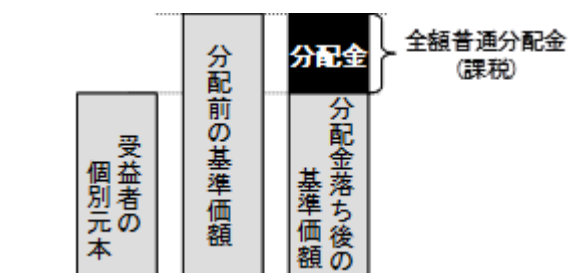 受益者の
個別元本
分配前の基準価額
分配金
分配金落ち後の
基準価額
全額普通分配金
(課税)